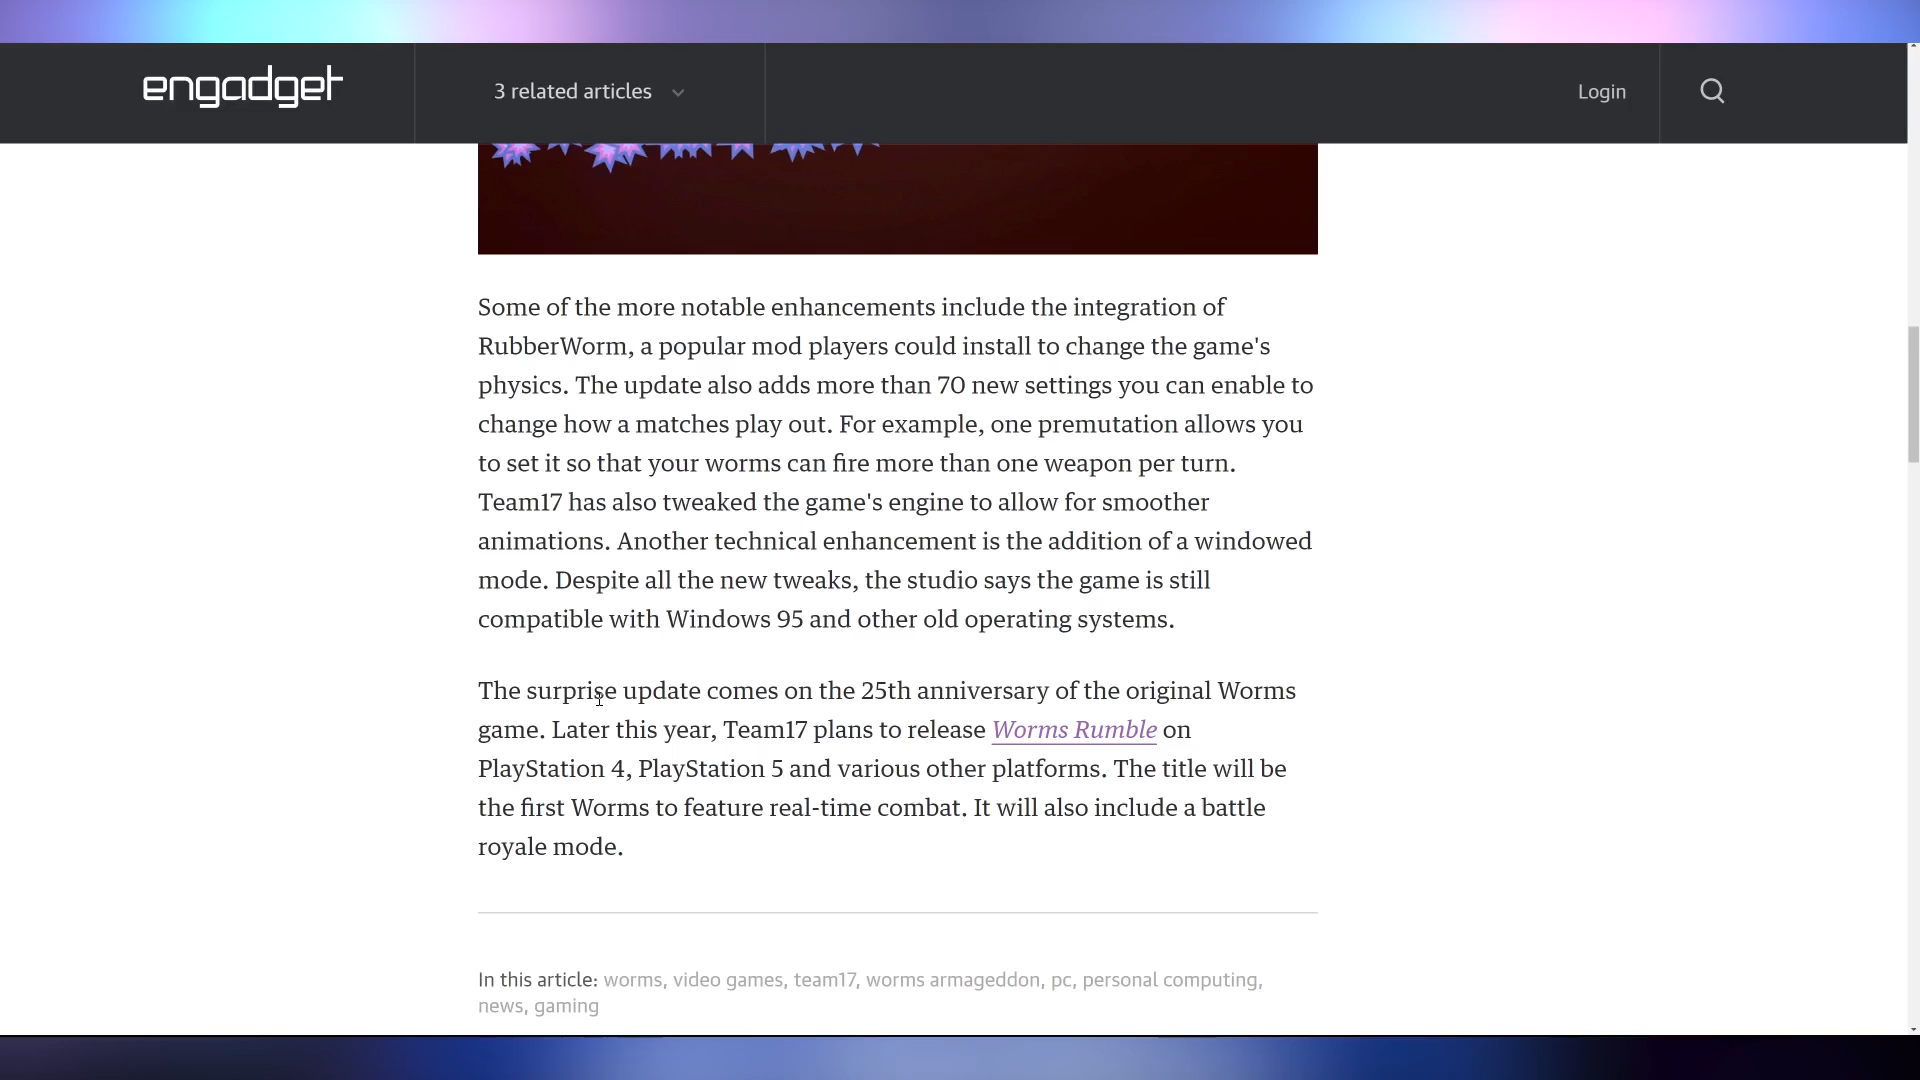 engadget
3 related articles
Login
Some of the more notable enhancements include the integration of
RubberWorm, a popular mod players could install to change the game's
physics. The update also adds more than 70 new settings you can enable to
change how a matches play out. For example, one premutation allows you
to set it so that your worms can fire more than one weapon per turn.
Team17 has also tweaked the game's engine to allow for smoother
animations. Another technical enhancement is the addition of a windowed
mode. Despite all the new tweaks, the studio says the game is still
compatible with Windows 95 and other old operating systems.
The surprise update comes on the 25th anniversary of the original Worms
game. Later this year, Team17 plans to release Worms Rumble on
PlayStation 4, PlayStation 5 and various other platforms. The title will be
the first Worms to feature real-time combat. It will also include a battle
royale mode.
In this article: worms, video games, team17, worms armageddon, pc, personal computing,
news, gaming